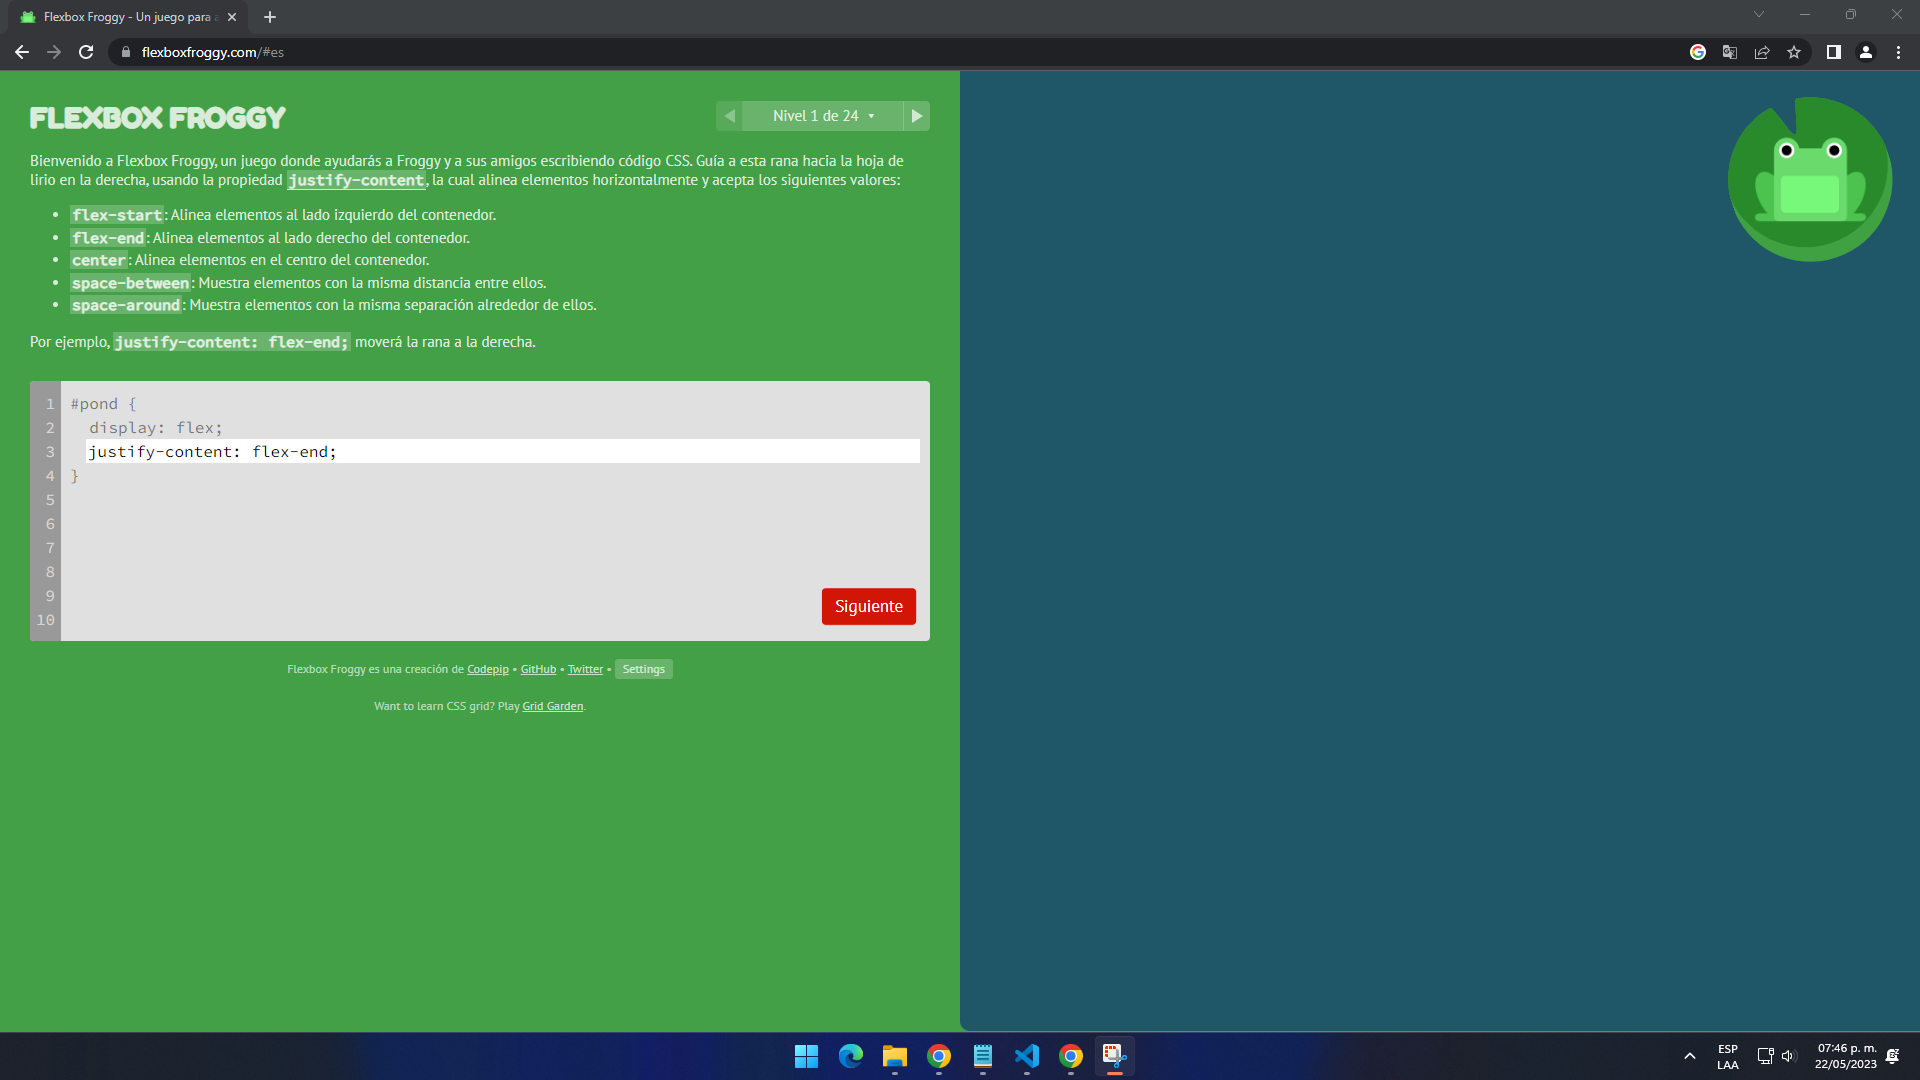 Flexbox Froggy - Un juego para a
flexboxfroggy.com/#es
FLEXBOX FROGGY
Nivel 1 de 24
Bienvenido a Flexbox Froggy, un juego donde ayudarás a Froggy y a sus amigos escribiendo código CSS. Guía a esta rana hacia la hoja de
lirio en la derecha, usando la propiedad justify-content, la cual alinea elementos horizontalmente y acepta los siguientes valores:
• flex-start: Alinea elementos al lado izquierdo del contenedor.
• flex-end: Alinea elementos al lado derecho del contenedor.
• center: Alinea elementos en el centro del contenedor.
• space-between: Muestra elementos con la misma distancia entre ellos.
• space-around: Muestra elementos con la misma separación alrededor de ellos.
Por ejemplo, justify-content: flex-end; moverá la rana a la derecha.
1 #pond {
2 display: flex;
3 justify-content: flex-end;
4 }
5
6
7
8
9
10
Siguiente
Flexbox Froggy es una creación de Codepip • GitHub • Twitter • Settings
Want to learn CSS grid? Play Grid Garden.
ESP
LAA
07:46 p. m.
22/05/2023